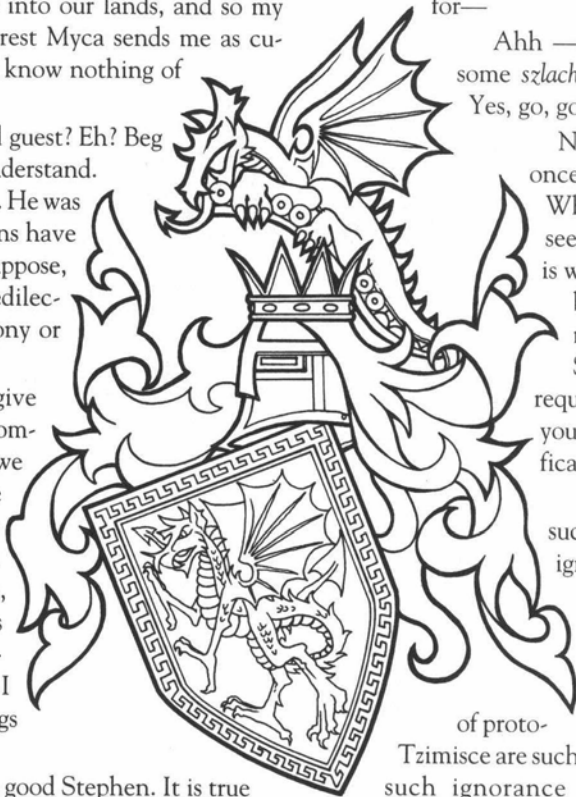 into our lands, and so my
rest Myca sends me as cu-
know nothing of
guest? Eh? Beg
derstand.
. He was
ns have
ppose,
edilec-
ony or
give
om-
we
,
s
I
gs
good Stephen. It is true
for—
Ahh —
some szlach
Yes, go, go
N
once
Wh
see
is w
S
requ
you
fica
suc
ign
of proto-
Tzimisce are such
such ignorance